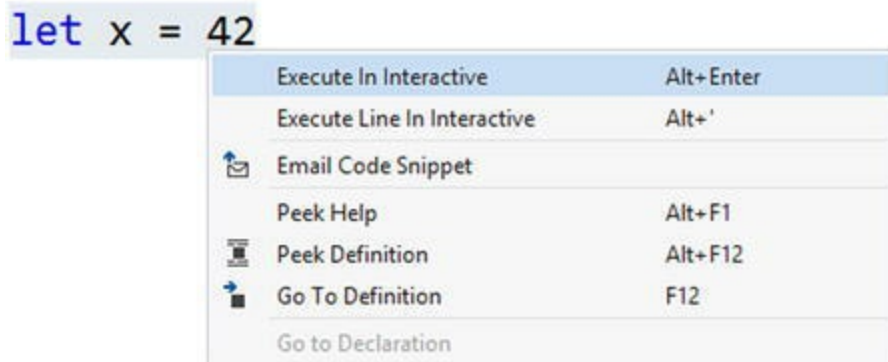 let x = 42
Execute In Interactive Alt+Enter
Execute Line In Interactive Alt+'
Email Code Snippet
Peek Help Alt+F1
Peek Definition Alt+F12
Go To Definition F12
Go to Declaration